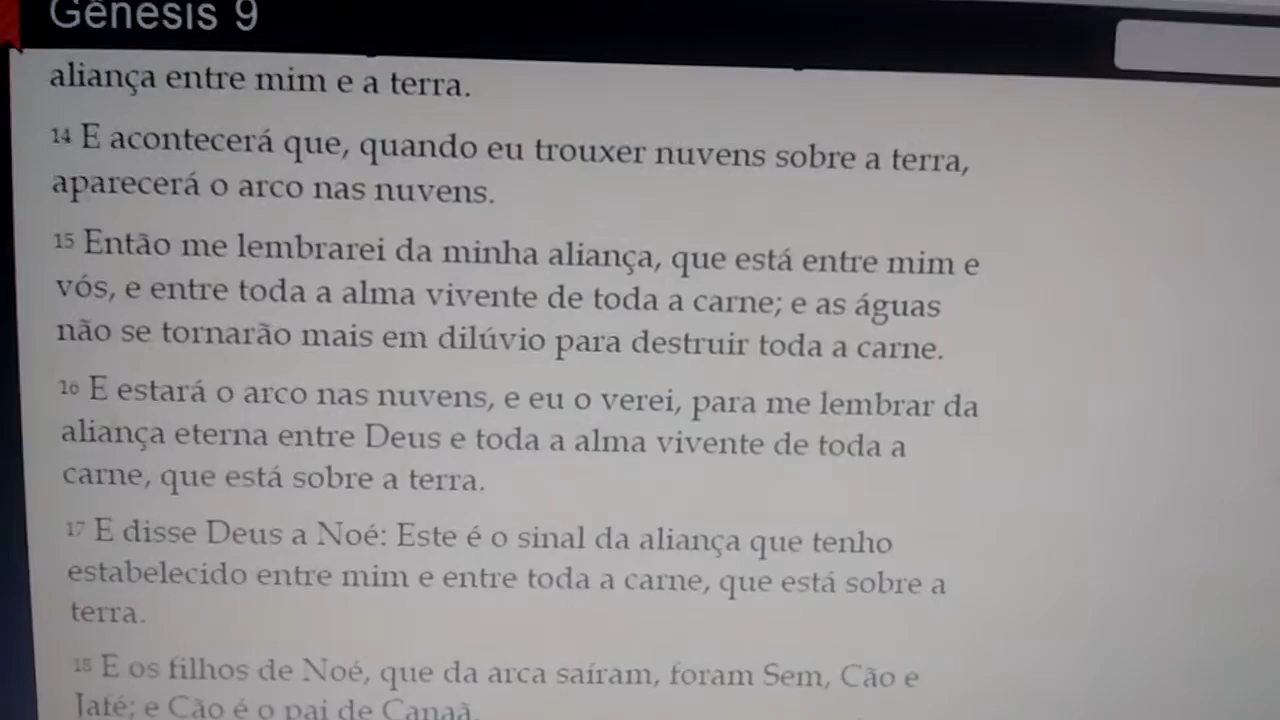 Gênesis 9
aliança entre mim e a terra.
14 E acontecerá que, quando eu trouxer nuvens sobre a terra,
aparecerá o arco nas nuvens.
15 Então me lembrarei da minha aliança, que está entre mim e
vós, e entre toda a alma vivente de toda a carne; e as águas
não se tornarão mais em dilúvio para destruir toda a carne.
16 E estará o arco nas nuvens, e eu o verei, para me lembrar da
aliança eterna entre Deus e toda a alma vivente de toda a
carne, que está sobre a terra.
17 E disse Deus a Noé: Este é o sinal da aliança que tenho
estabelecido entre mim e entre toda a carne, que está sobre a
terra.
18 E os filhos de Noé, que da arca saíram, foram Sem, Cão e
Jafé; e Cão é o pai de Canaã.